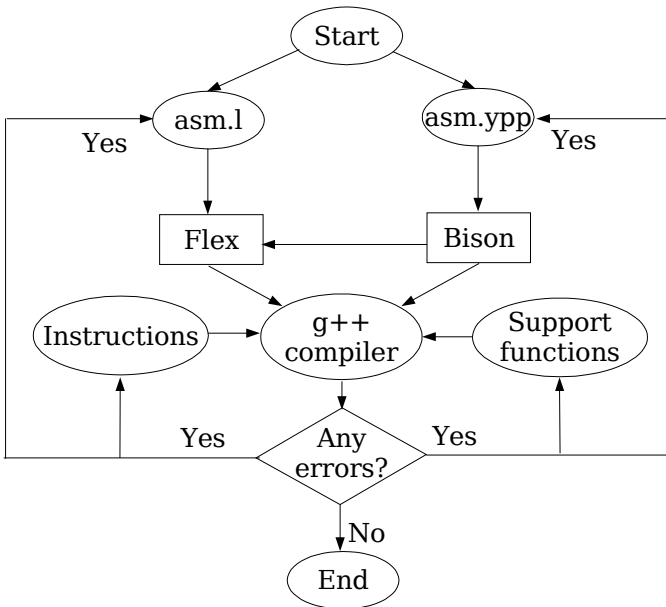 Start
asm.l
asm.ypp
Yes
Yes
Flex
Bison
Instructions
g++
compiler
Support
functions
Yes
Any
errors?
Yes
No
End